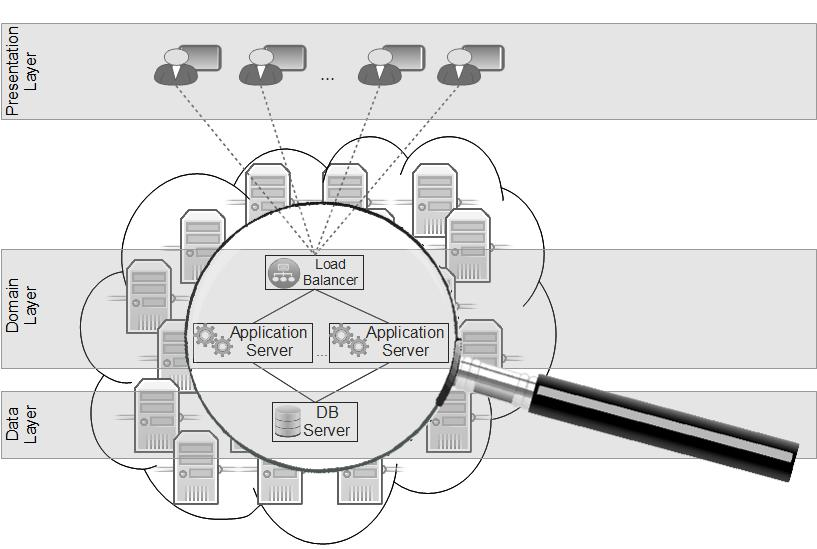 Presentation
Layer
...
Load
Balancer
Domain
Layer
Application
Server
...
Application
Server
Data
Layer
DB
Server